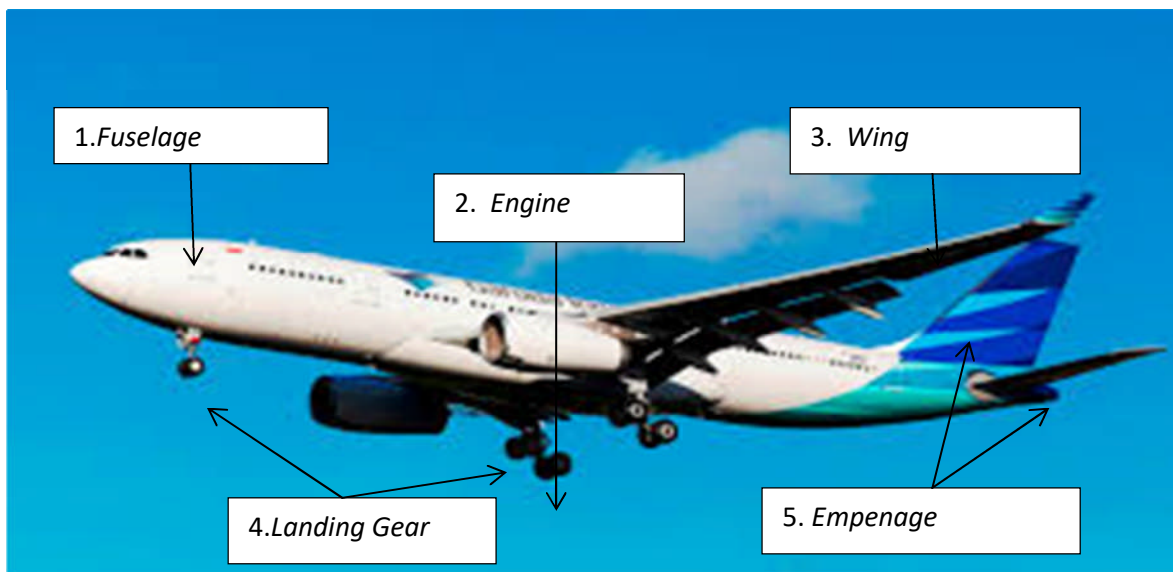 1.Fuselage
3. Wing
2. Engine
4.Landing Gear
5. Empenage